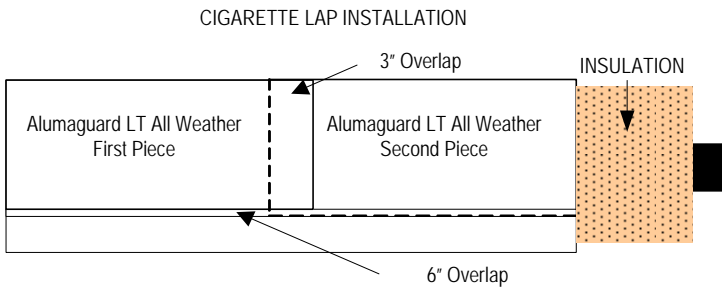 CIGARETTE LAP INSTALLATION
3" Overlap
INSULATION
Alumaguard LT All Weather
First Piece
Alumaguard LT All Weather
Second Piece
6" Overlap